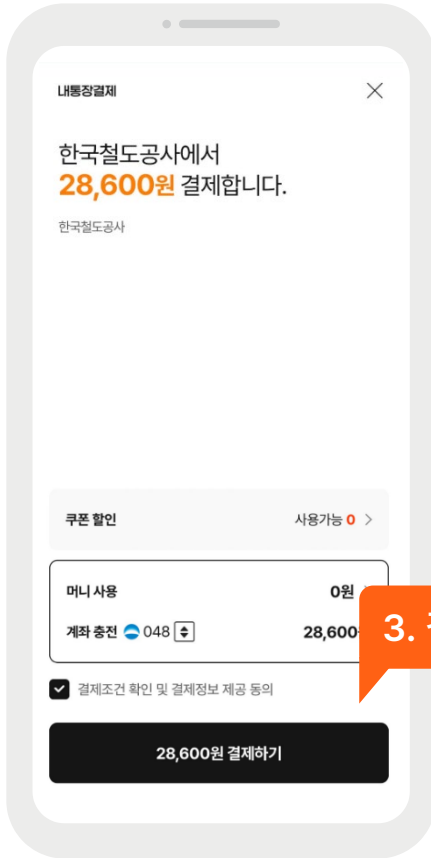 내통장결제
한국철도공사에서
28,600원 결제합니다.
한국철도공사
쿠폰 할인 사용가능 0
머니 사용 0원
계좌 충전 048 28,600
3.
결제조건 확인 및 결제정보 제공 동의
28,600원 결제하기